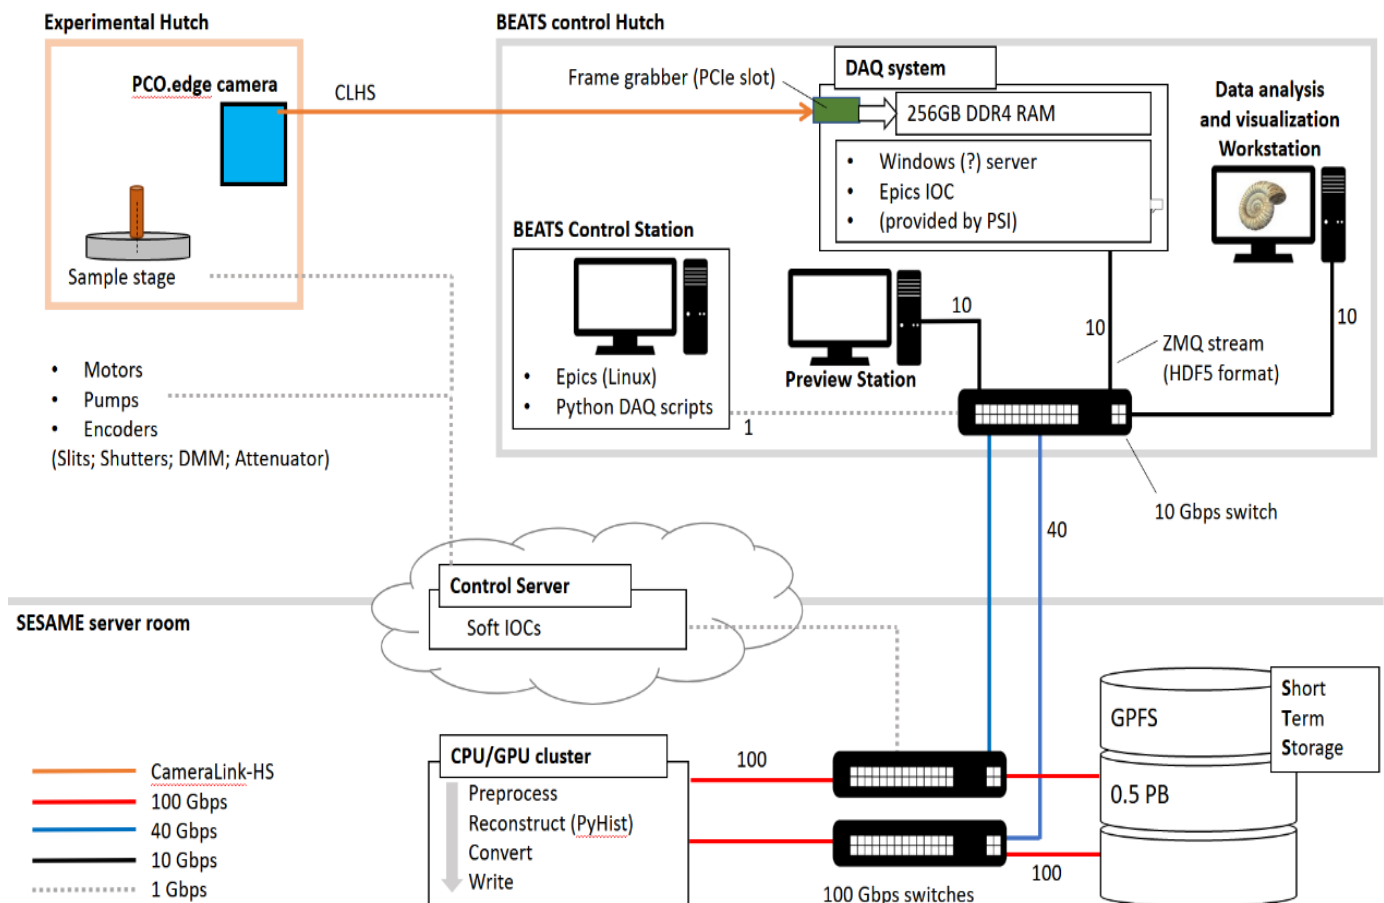 Experimental Hutch
BEATS control Hutch
PCO.edge camera
CLHS
Frame grabber (PCIe slot)
DAQ system
256GB DDR4 RAM
• Windows (?) server
• Epics IOC
• (provided by PSI)
Data analysis
and visualization
Workstation
Sample stage
BEATS Control Station
• Epics (Linux)
• Python DAQ scripts
Preview Station
10
10
10
ZMQ stream
(HDF5 format)
1
• Motors
• Pumps
• Encoders
(Slits; Shutters; DMM; Attenuator)
10 Gbps switch
40
Control Server
Soft IOCs
SESAME server room
CPU/GPU cluster
Preprocess
Reconstruct (PyHist)
Convert
Write
100
100
100 Gbps switches
GPFS
0.5 PB
Short
Term
Storage
CameraLink-HS
100 Gbps
40 Gbps
10 Gbps
1 Gbps